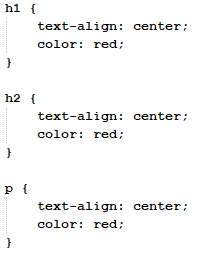 h1 {
    text-align: center;
    color: red;
}

h2 {
    text-align: center;
    color: red;
}

p {
    text-align: center;
    color: red;
}